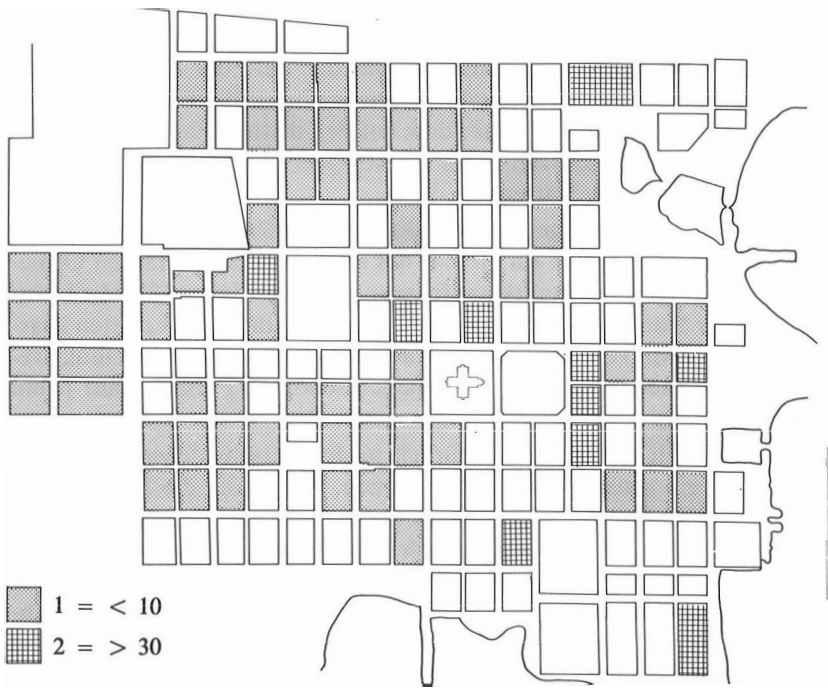 1 = < 10
2 = > 30